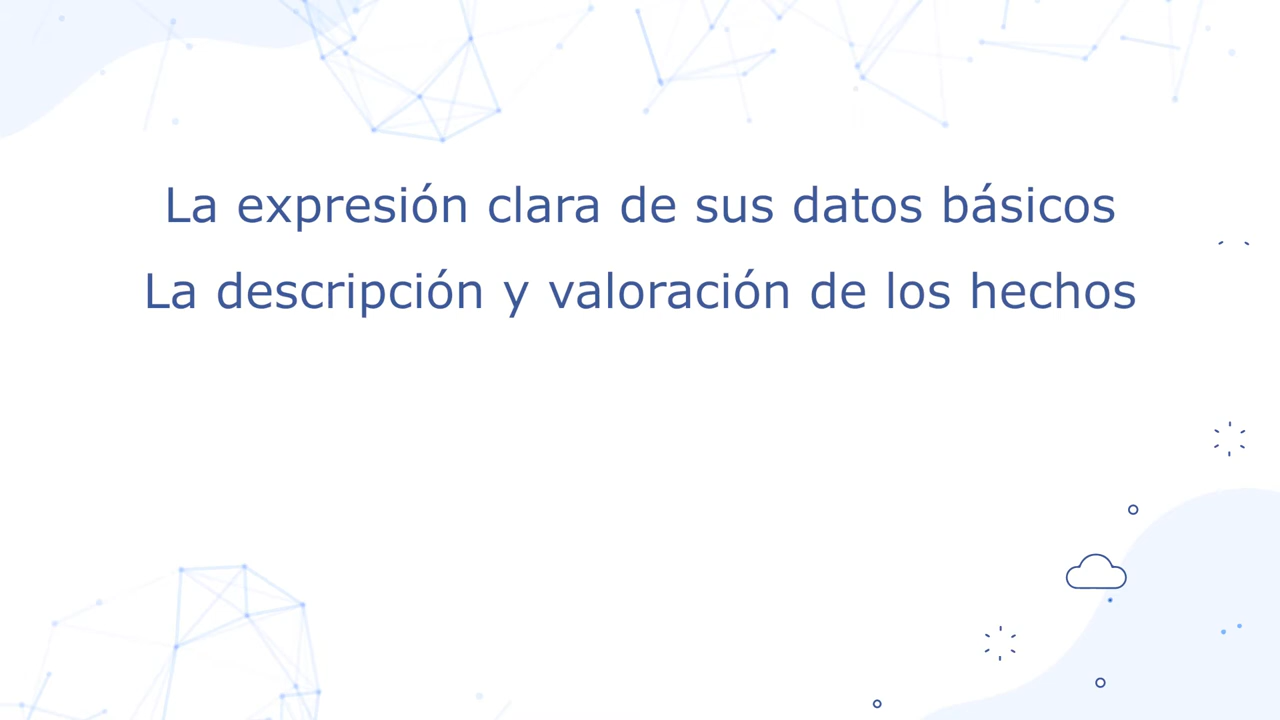 La expresión clara de sus datos básicos
La descripción y valoración de los hechos